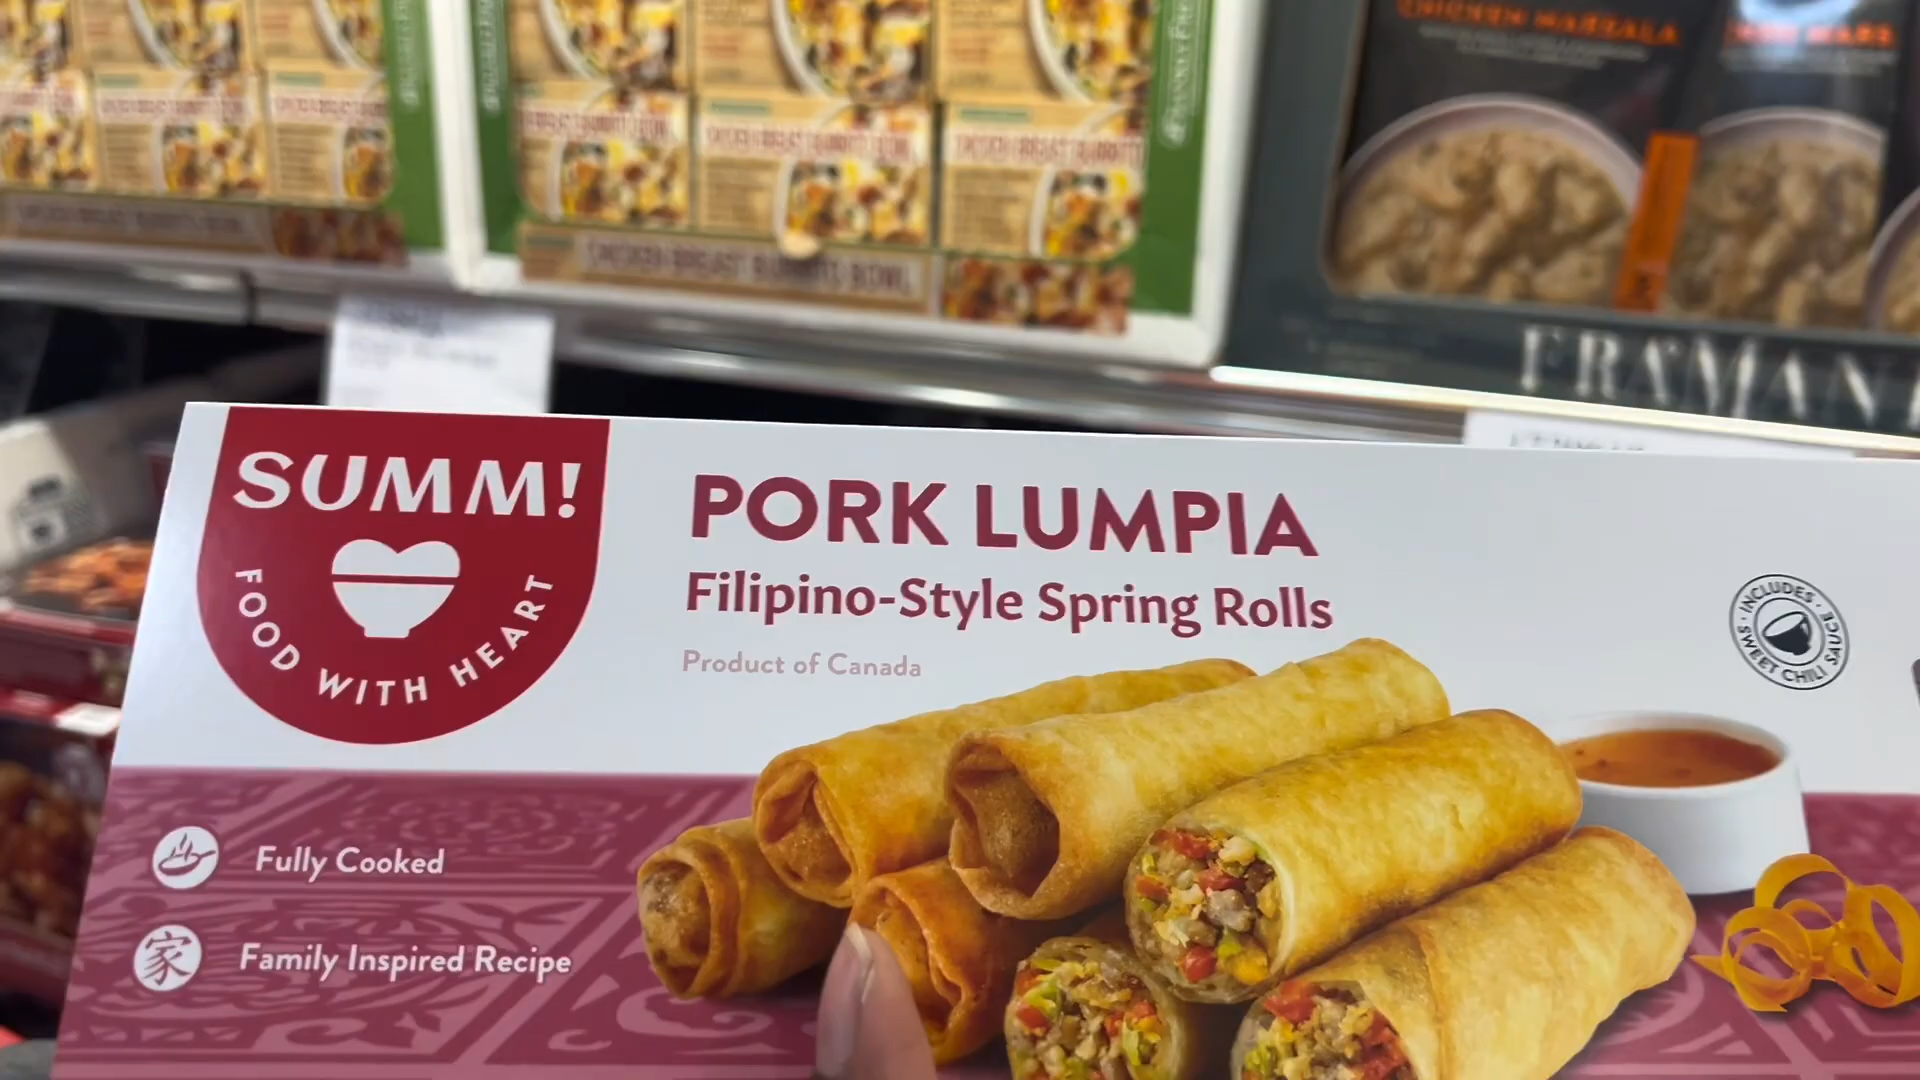 CHICKEN MARSALA
CHICKEN BREAST BURRITO BOWL
CHICKEN BREAST BURRITO BOWL
SUMM!
FOOD WITH HEART
PORK LUMPIA
Filipino-Style Spring Rolls
Product of Canada
INCLUDES
SWEET CHILI SAUCE
Fully Cooked
家
Family Inspired Recipe